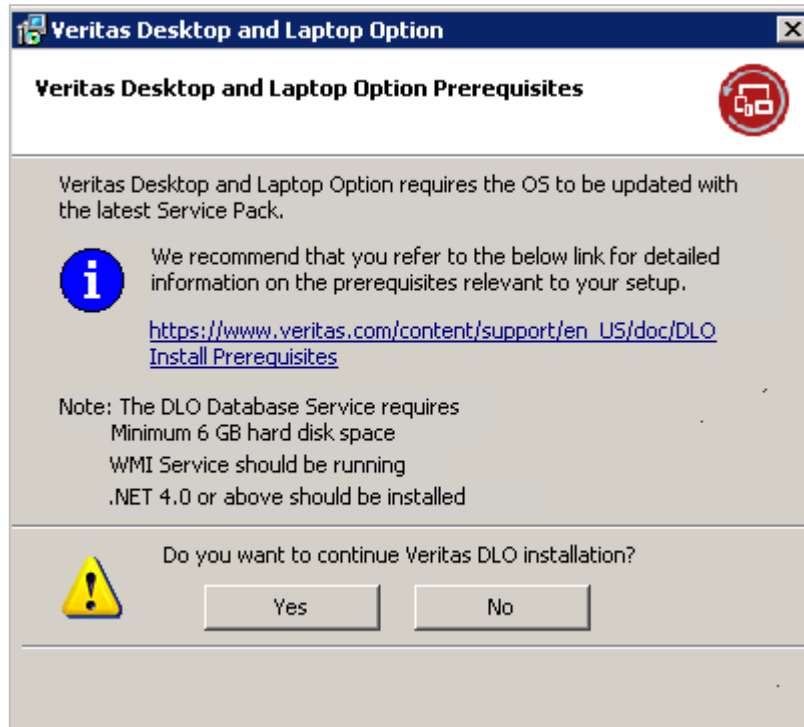 Veritas Desktop and Laptop Option
Veritas Desktop and Laptop Option Prerequisites
Veritas Desktop and Laptop Option requires the OS to be updated with
the latest Service Pack.
We recommend that you refer to the below link for detailed
information on the prerequisites relevant to your setup.
https://www.veritas.com/content/support/en_US/doc/DLO
Install Prerequisites
Note: The DLO Database Service requires
Minimum 6 GB hard disk space
WMI Service should be running
.NET 4.0 or above should be installed
Do you want to continue Veritas DLO installation?
Yes No